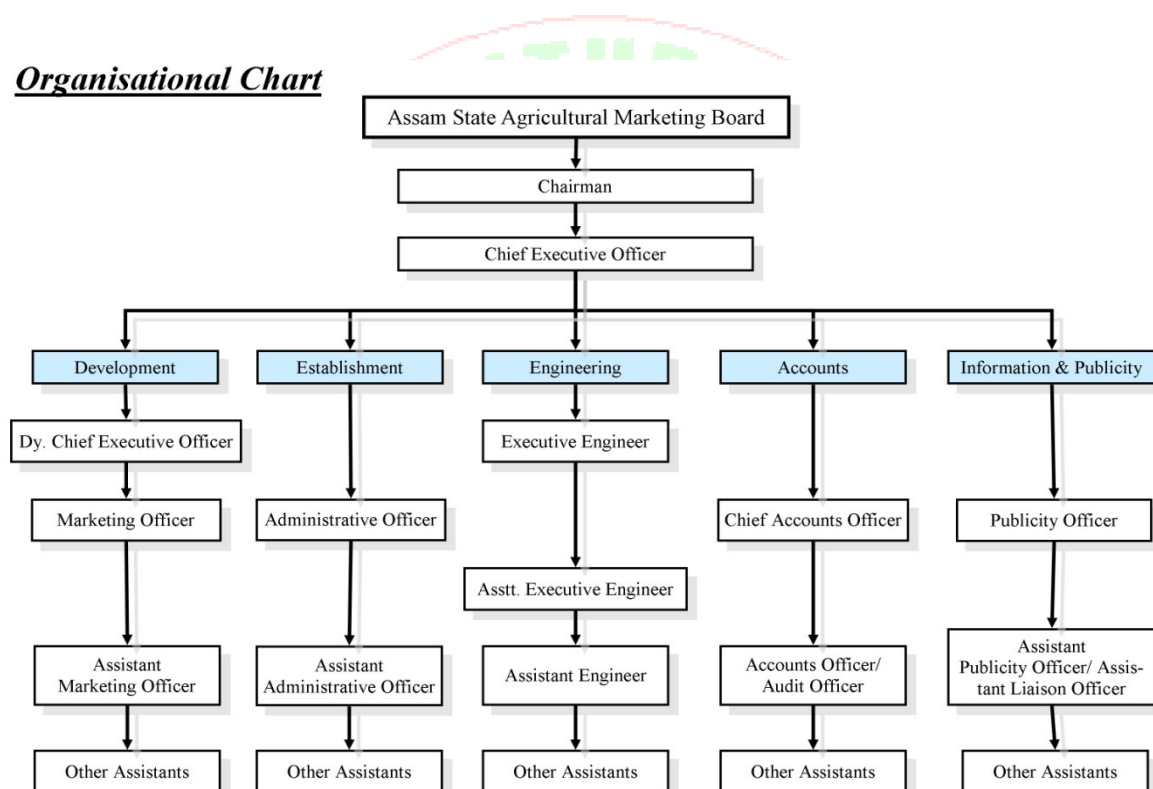 Organisational Chart
Assam State Agricultural Marketing Board
Chairman
Chief Executive Officer
Development
Establishment
Engineering
Accounts
Information & Publicity
Dy. Chief Executive Officer
Executive Engineer
Marketing Officer
Administrative Officer
Chief Accounts Officer
Publicity Officer
Asstt. Executive Engineer
Assistant
Marketing Officer
Assistant
Administrative Officer
Assistant Engineer
Accounts Officer/
Audit Officer
Assistant
Publicity Officer/ Assis-
tant Liaison Officer
Other Assistants
Other Assistants
Other Assistants
Other Assistants
Other Assistants